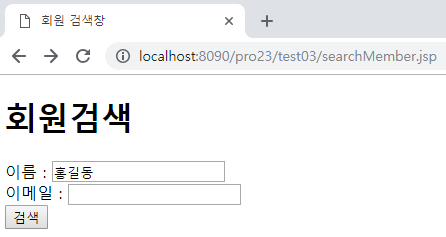 회원 검색창
localhost:8090/pro23/test03/searchMember.jsp
회원검색
이름 : 홍길동
이메일 :
검색